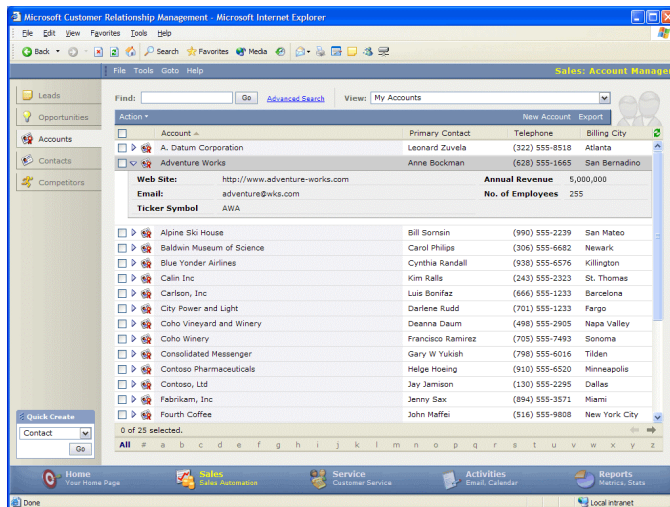 Microsoft Customer Relationship Management - Microsoft Internet Explorer
File Edit View Favorites Tools Help
Back Search Favorites Media
File Tools Goto Help Sales: Account Manage
Leads
Opportunities
Accounts
Contacts
Competitors
Find: Go Advanced Search View: My Accounts
Action New Account Export
Account Primary Contact Telephone Billing City
A. Datum Corporation Leonard Zuvela (322) 555-8518 Atlanta
Adventure Works Anne Bockman (628) 555-1665 San Bernadino
Web Site: http://www.adventure-works.com Annual Revenue 5,000,000
Email: adventure@wks.com No. of Employees 255
Ticker Symbol AWA
Alpine Ski House Bill Sornsin (990) 555-2239 San Mateo
Baldwin Museum of Science Carol Philips (306) 555-6682 Newark
Blue Yonder Airlines Cynthia Randall (938) 555-6576 Killington
Calin Inc Kim Ralls (243) 555-2323 St. Thomas
Carlson, Inc Luis Bonifaz (666) 555-1233 Barcelona
City Power and Light Darlene Rudd (701) 555-1233 Fargo
Coho Vineyard and Winery Deanna Daum (498) 555-2905 Napa Valley
Coho Winery Francisco Ramirez (705) 555-7493 Sonoma
Consolidated Messenger Gary W Yukish (798) 555-6016 Tilden
Contoso Pharmaceuticals Helge Hoeing (910) 555-6520 Minneapolis
Contoso, Ltd Jay Jamison (130) 555-2295 Dallas
Fabrikam, Inc Jenny Sax (894) 555-3571 Miami
Fourth Coffee John Maffei (516) 555-9808 New York City
Quick Create
Contact
Go
0 of 25 selected.
All # a b c d e f g h i j k l m n o p q r s t u v w x y z
Home
Your Home Page
Sales
Sales Automation
Service
Customer Service
Activities
Email, Calendar
Reports
Metrics, Stats
Done Local intranet